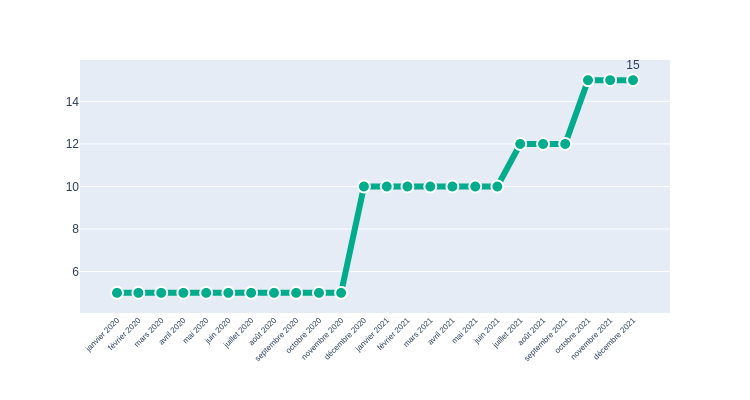 15
14
12
10
8
6
janvier 2020
février 2020
mars 2020
avril 2020
mai 2020
juin 2020
juillet 2020
août 2020
septembre 2020
octobre 2020
novembre 2020
décembre 2020
janvier 2021
février 2021
mars 2021
avril 2021
mai 2021
juin 2021
juillet 2021
août 2021
septembre 2021
octobre 2021
novembre 2021
décembre 2021